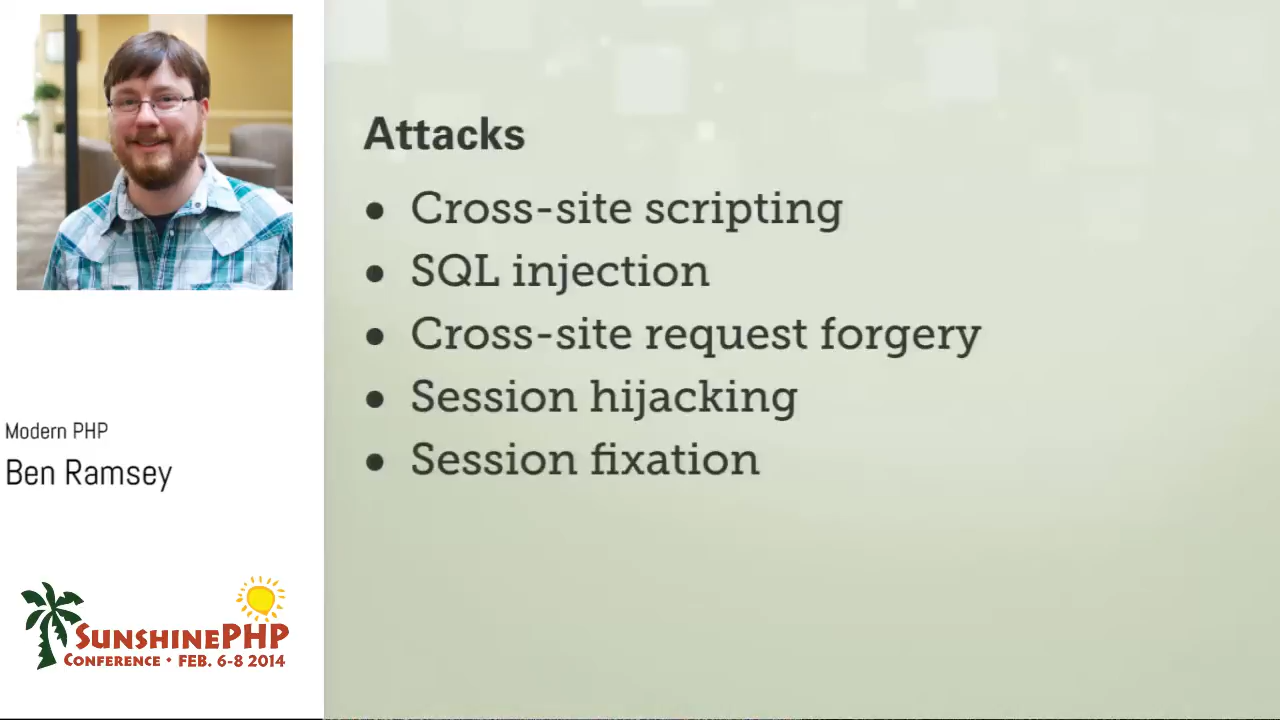 Attacks
• Cross-site scripting
• SQL injection
• Cross-site request forgery
• Session hijacking
• Session fixation
Modern PHP
Ben Ramsey
SUNSHINEPHP
CONFERENCE • FEB. 6-8 2014